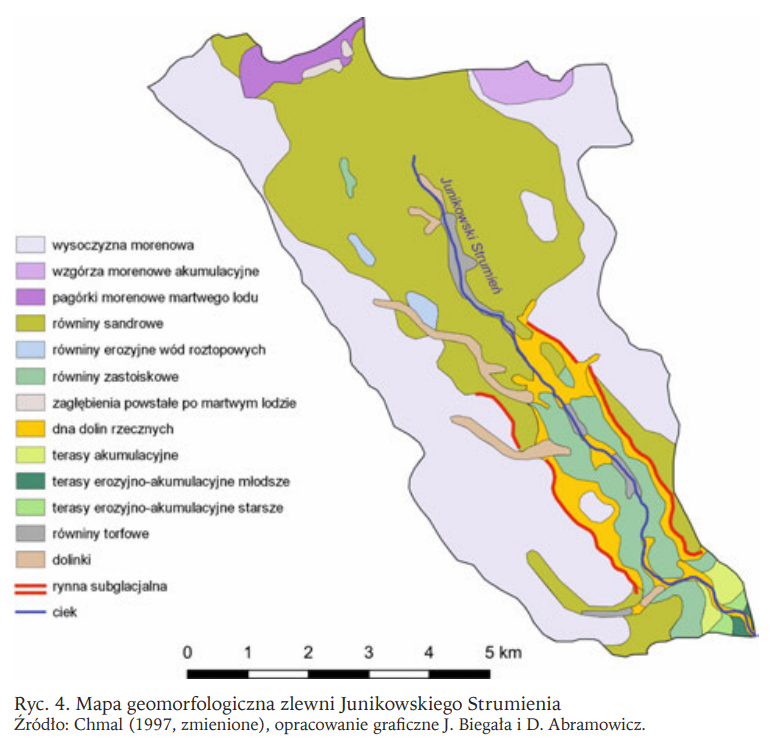 Junikowski Strumień
wysoczyzna morenowa
wzgórza morenowe akumulacyjne
pagórki morenowe martwego lodu
równiny sandrowe
równiny erozyjne wód roztopowych
równiny zastoiskowe
zagłębienia powstałe po martwym lodzie
dna dolin rzecznych
terasy akumulacyjne
terasy erozyjno-akumulacyjne młodsze
terasy erozyjno-akumulacyjne starsze
równiny torfowe
dolinki
rynna subglacjalna
ciek
0 1 2 3 4 5 km
Ryc. 4. Mapa geomorfologiczna zlewni Junikowskiego Strumienia
Źródło: Chmal (1997, zmienione), opracowanie graficzne J. Biegała i D. Abramowicz.